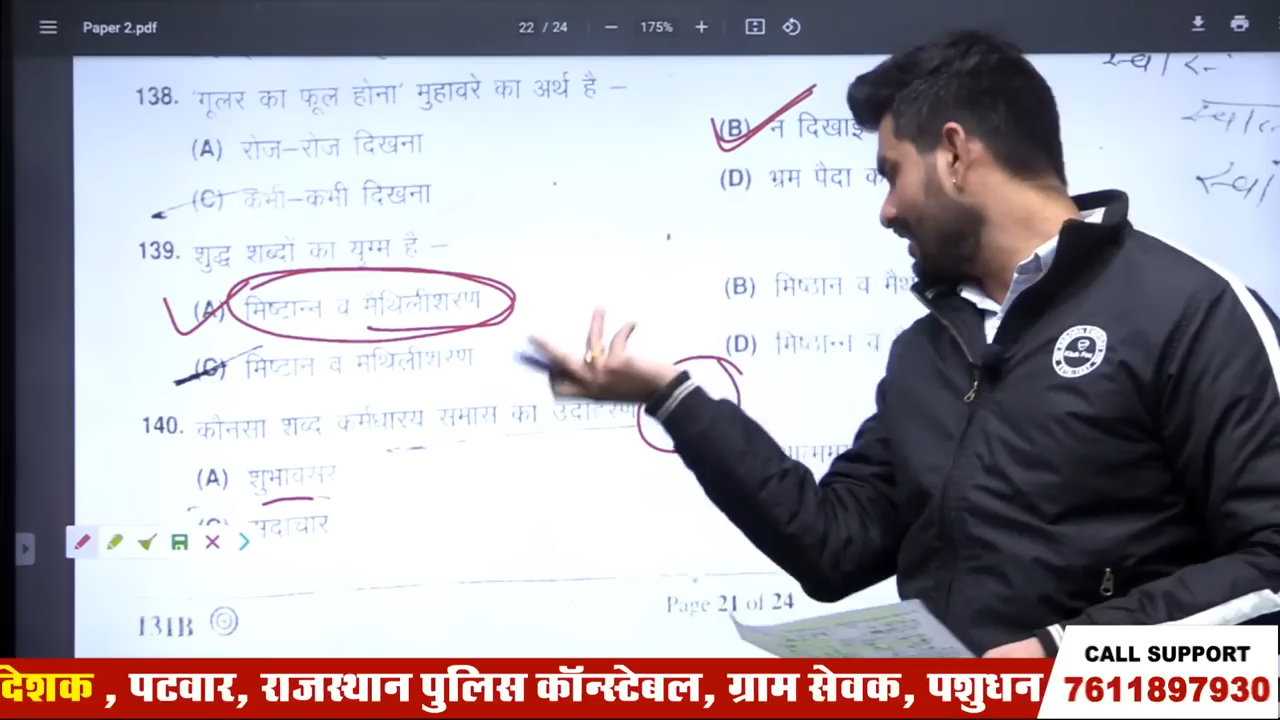 Paper 2.pdf
22 / 24
175%
138. 'गूलर का फूल होना' मुहावरे का अर्थ है –
(A) रोज–रोज दिखना
(B) न दिखाइ
(C) कभी–कभी दिखना
(D) भ्रम पैदा क
139. शुद्ध शब्दों का युग्म है –
(A) मिष्टान्न व मैथिलीशरण
(B) मिष्ठान व मैथ
(C) मिष्टान व मथिलीशरण
(D) मिष्ठान्न व
140. कौनसा शब्द कर्मधारय समास का उदाहरण
(A) शुभावसर
(C) सदाचार
131B
Page 21 of 24
देशक , पटवार, राजस्थान पुलिस कॉन्स्टेबल, ग्राम सेवक, पशुधन
CALL SUPPORT
7611897930